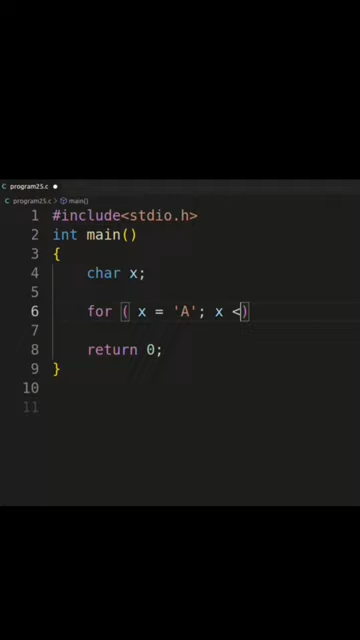 program25.c
program25.c > main()
1 #include<stdio.h>
2 int main()
3 {
4 char x;
5
6 for ( x = 'A'; x <)
7
8 return 0;
9 }
10
11